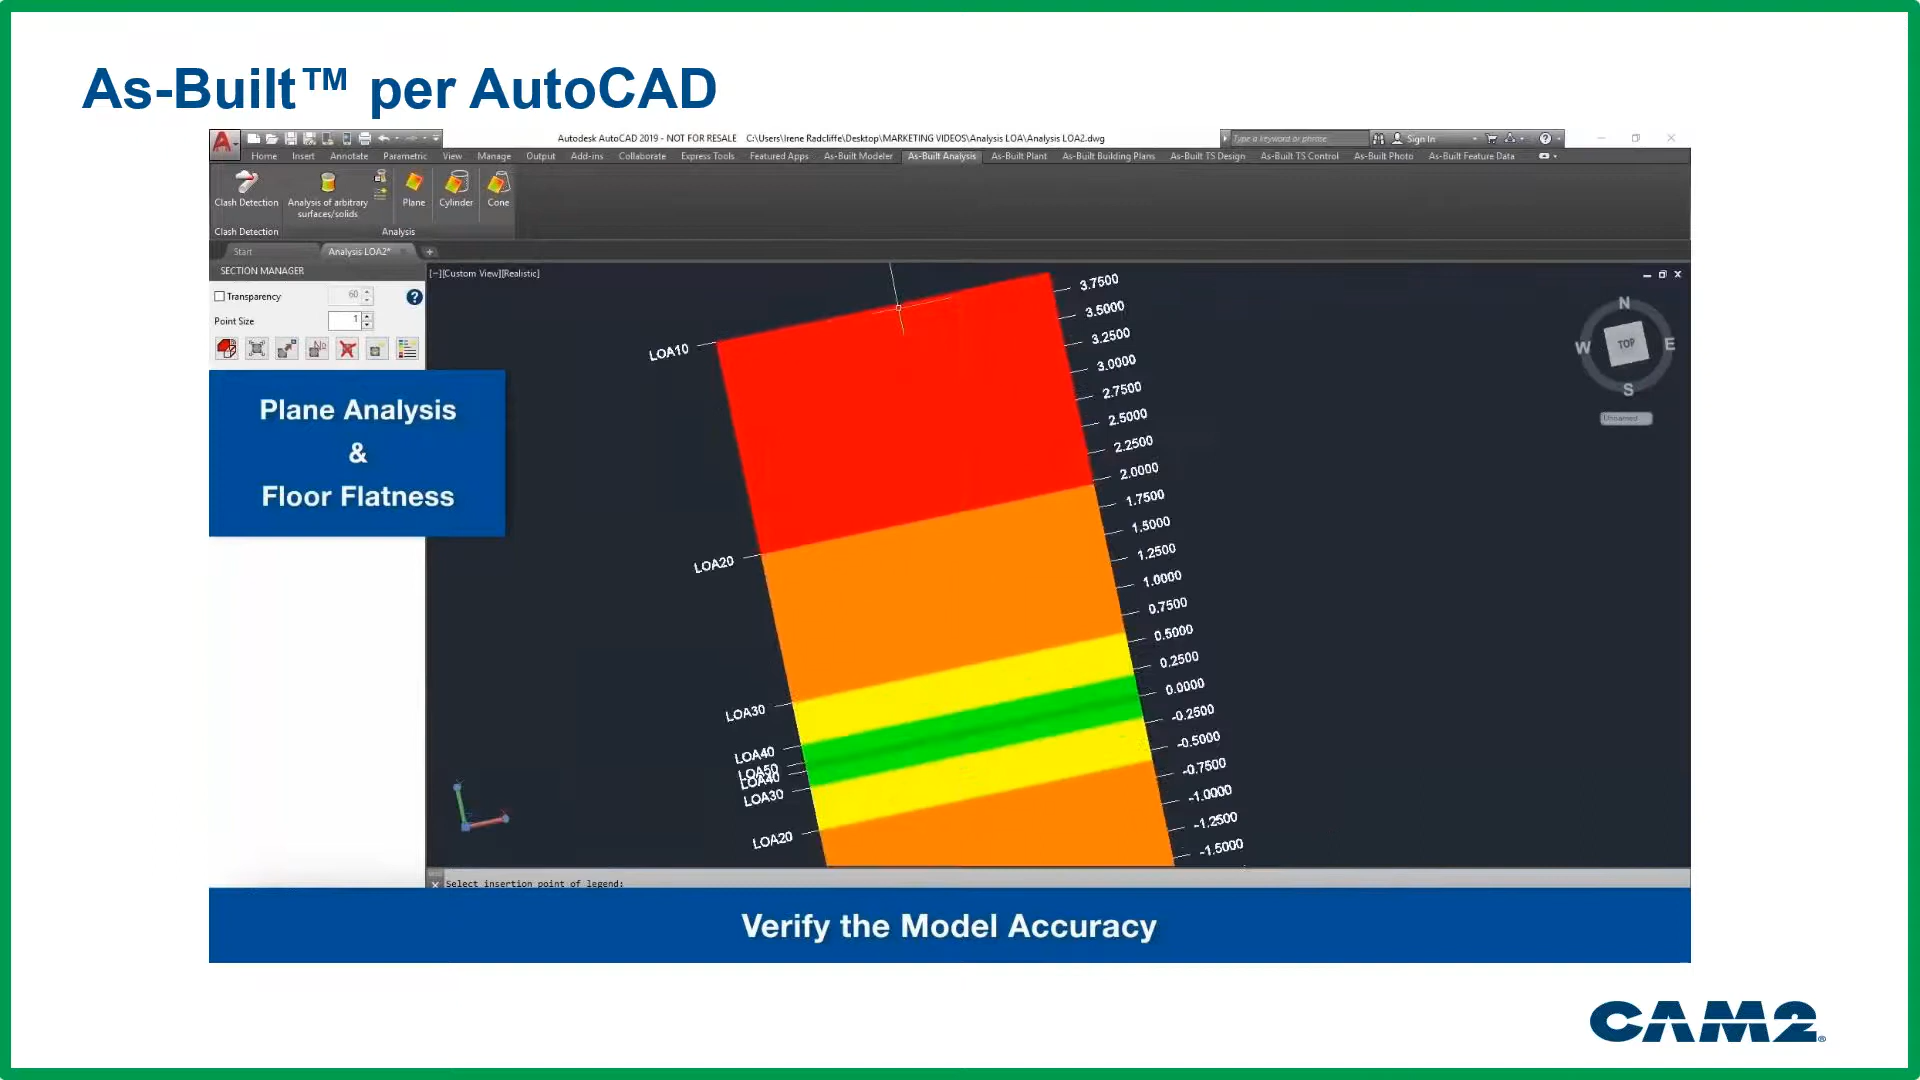 As-Built™ per AutoCAD
Autodesk AutoCAD 2019 - NOT FOR RESALE C:\Users\Irene Radcliffe\Desktop\MARKETING VIDEOS\Analysis LOA\Analysis LOA2.dwg
Type a keyword or phrase
Sign In
Home Insert Annotate Parametric View Manage Output Add-ins Collaborate Express Tools Featured Apps As-Built Modeler As-Built Analysis As-Built Plant As-Built Building Plans As-Built TS Design As-Built TS Control As-Built Photo As-Built Feature Data
Clash Detection
Analysis of arbitrary
surfaces/solids
Plane
Cylinder
Cone
Clash Detection
Analysis
Start
Analysis LOA2*
SECTION MANAGER
Transparency
60
Point Size
1
[−][Custom View][Realistic]
Plane Analysis
&
Floor Flatness
LOA10
LOA20
LOA30
LOA40
LOA50
LOA40
LOA30
LOA20
3.7500
3.5000
3.2500
3.0000
2.7500
2.5000
2.2500
2.0000
1.7500
1.5000
1.2500
1.0000
0.7500
0.5000
0.2500
0.0000
-0.2500
-0.5000
-0.7500
-1.0000
-1.2500
-1.5000
N
W
TOP
E
S
Unnamed
Select insertion point of legend:
Verify the Model Accuracy
CAM2®